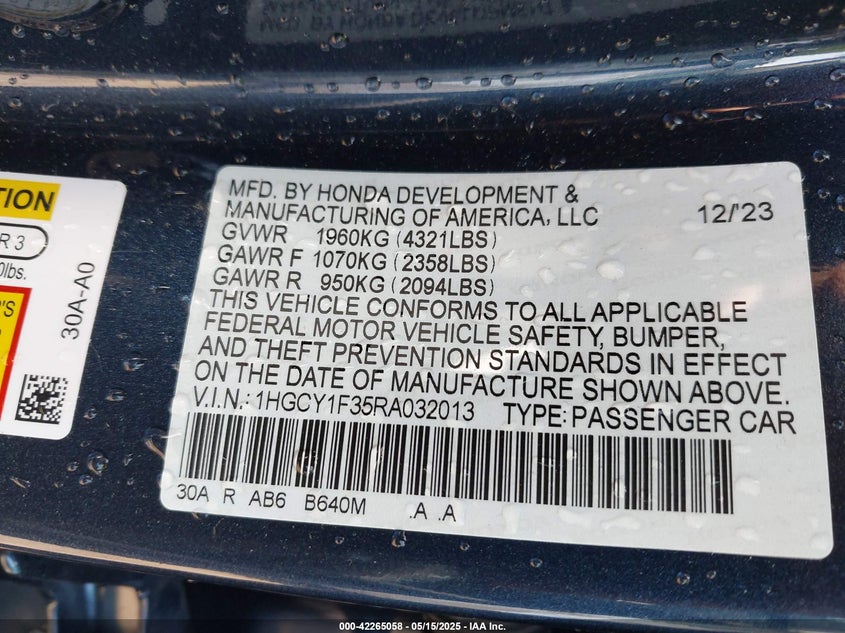 MFD. BY HONDA DEVELOPMENT &
MANUFACTURING OF AMERICA, LLC 12/'23
GVWR 1960KG (4321LBS)
GAWR F 1070KG (2358LBS)
GAWR R 950KG (2094LBS)
THIS VEHICLE CONFORMS TO ALL APPLICABLE
FEDERAL MOTOR VEHICLE SAFETY, BUMPER,
AND THEFT PREVENTION STANDARDS IN EFFECT
ON THE DATE OF MANUFACTURE SHOWN ABOVE.
V.I.N.: 1HGCY1F35RA032013 TYPE: PASSENGER CAR
30A R AB6 B640M .A .A
TION
R 3
0lbs.
'S
30A-A0
000-42265058 - 05/15/2025 - IAA Inc.